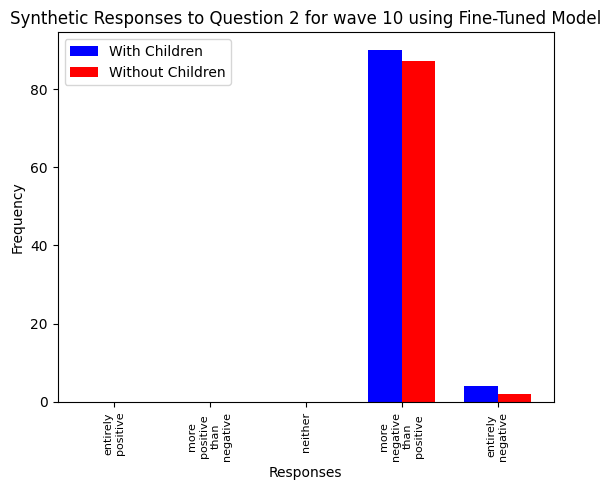 Synthetic Responses to Question 2 for wave 10 using Fine-Tuned Model
With Children
Without Children
Frequency
80
60
40
20
0
entirely
positive
more
positive
than
negative
neither
more
negative
than
positive
entirely
negative
Responses